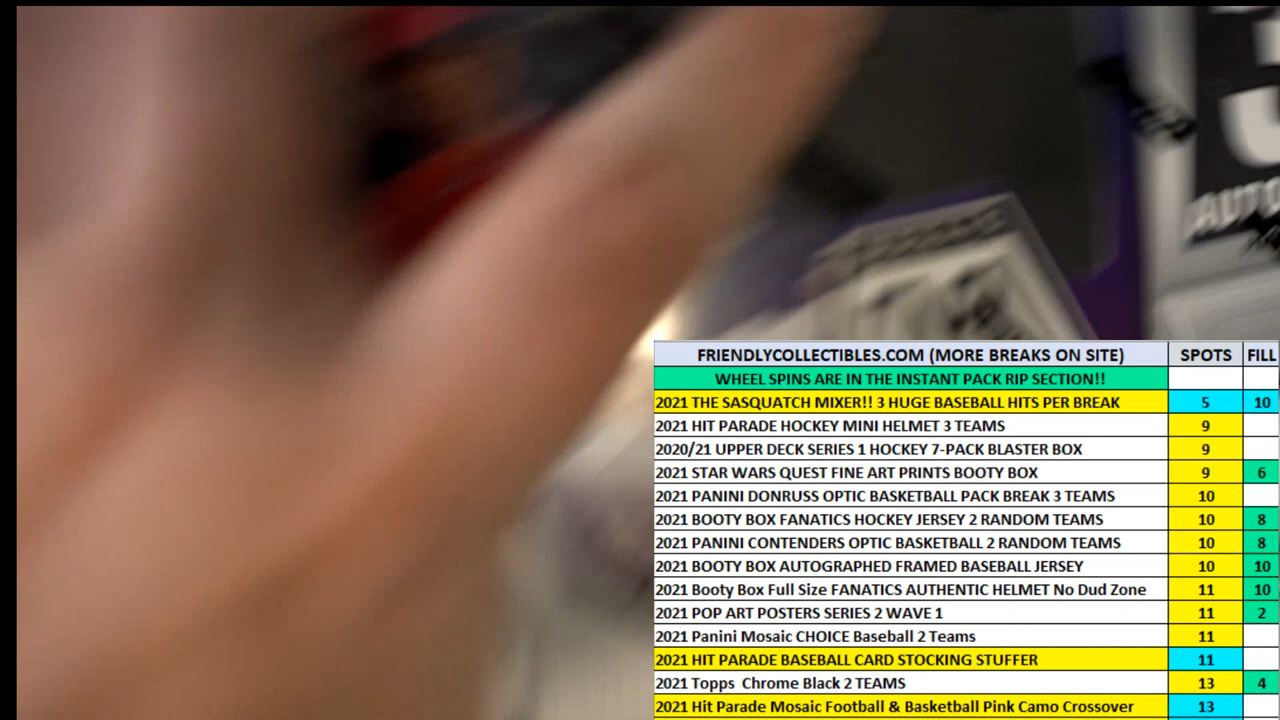 3
AUTO
FRIENDLYCOLLECTIBLES.COM (MORE BREAKS ON SITE) SPOTS FILL
WHEEL SPINS ARE IN THE INSTANT PACK RIP SECTION!!
2021 THE SASQUATCH MIXER!! 3 HUGE BASEBALL HITS PER BREAK 5 10
2021 HIT PARADE HOCKEY MINI HELMET 3 TEAMS 9
2020/21 UPPER DECK SERIES 1 HOCKEY 7-PACK BLASTER BOX 9
2021 STAR WARS QUEST FINE ART PRINTS BOOTY BOX 9 6
2021 PANINI DONRUSS OPTIC BASKETBALL PACK BREAK 3 TEAMS 10
2021 BOOTY BOX FANATICS HOCKEY JERSEY 2 RANDOM TEAMS 10 8
2021 PANINI CONTENDERS OPTIC BASKETBALL 2 RANDOM TEAMS 10 8
2021 BOOTY BOX AUTOGRAPHED FRAMED BASEBALL JERSEY 10 10
2021 Booty Box Full Size FANATICS AUTHENTIC HELMET No Dud Zone 11 10
2021 POP ART POSTERS SERIES 2 WAVE 1 11 2
2021 Panini Mosaic CHOICE Baseball 2 Teams 11
2021 HIT PARADE BASEBALL CARD STOCKING STUFFER 11
2021 Topps Chrome Black 2 TEAMS 13 4
2021 Hit Parade Mosaic Football & Basketball Pink Camo Crossover 13